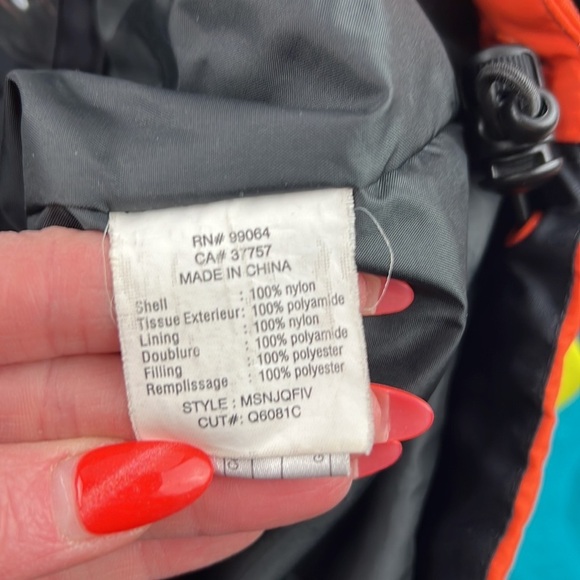 RN# 99064
CA# 37757
MADE IN CHINA
Shell : 100% nylon
Tissue Exterieur: 100% polyamide
Lining : 100% nylon
Doublure : 100% polyamide
Filling : 100% polyester
Remplissage : 100% polyester
STYLE : MSNJQFIV
CUT#: Q6081C
G G